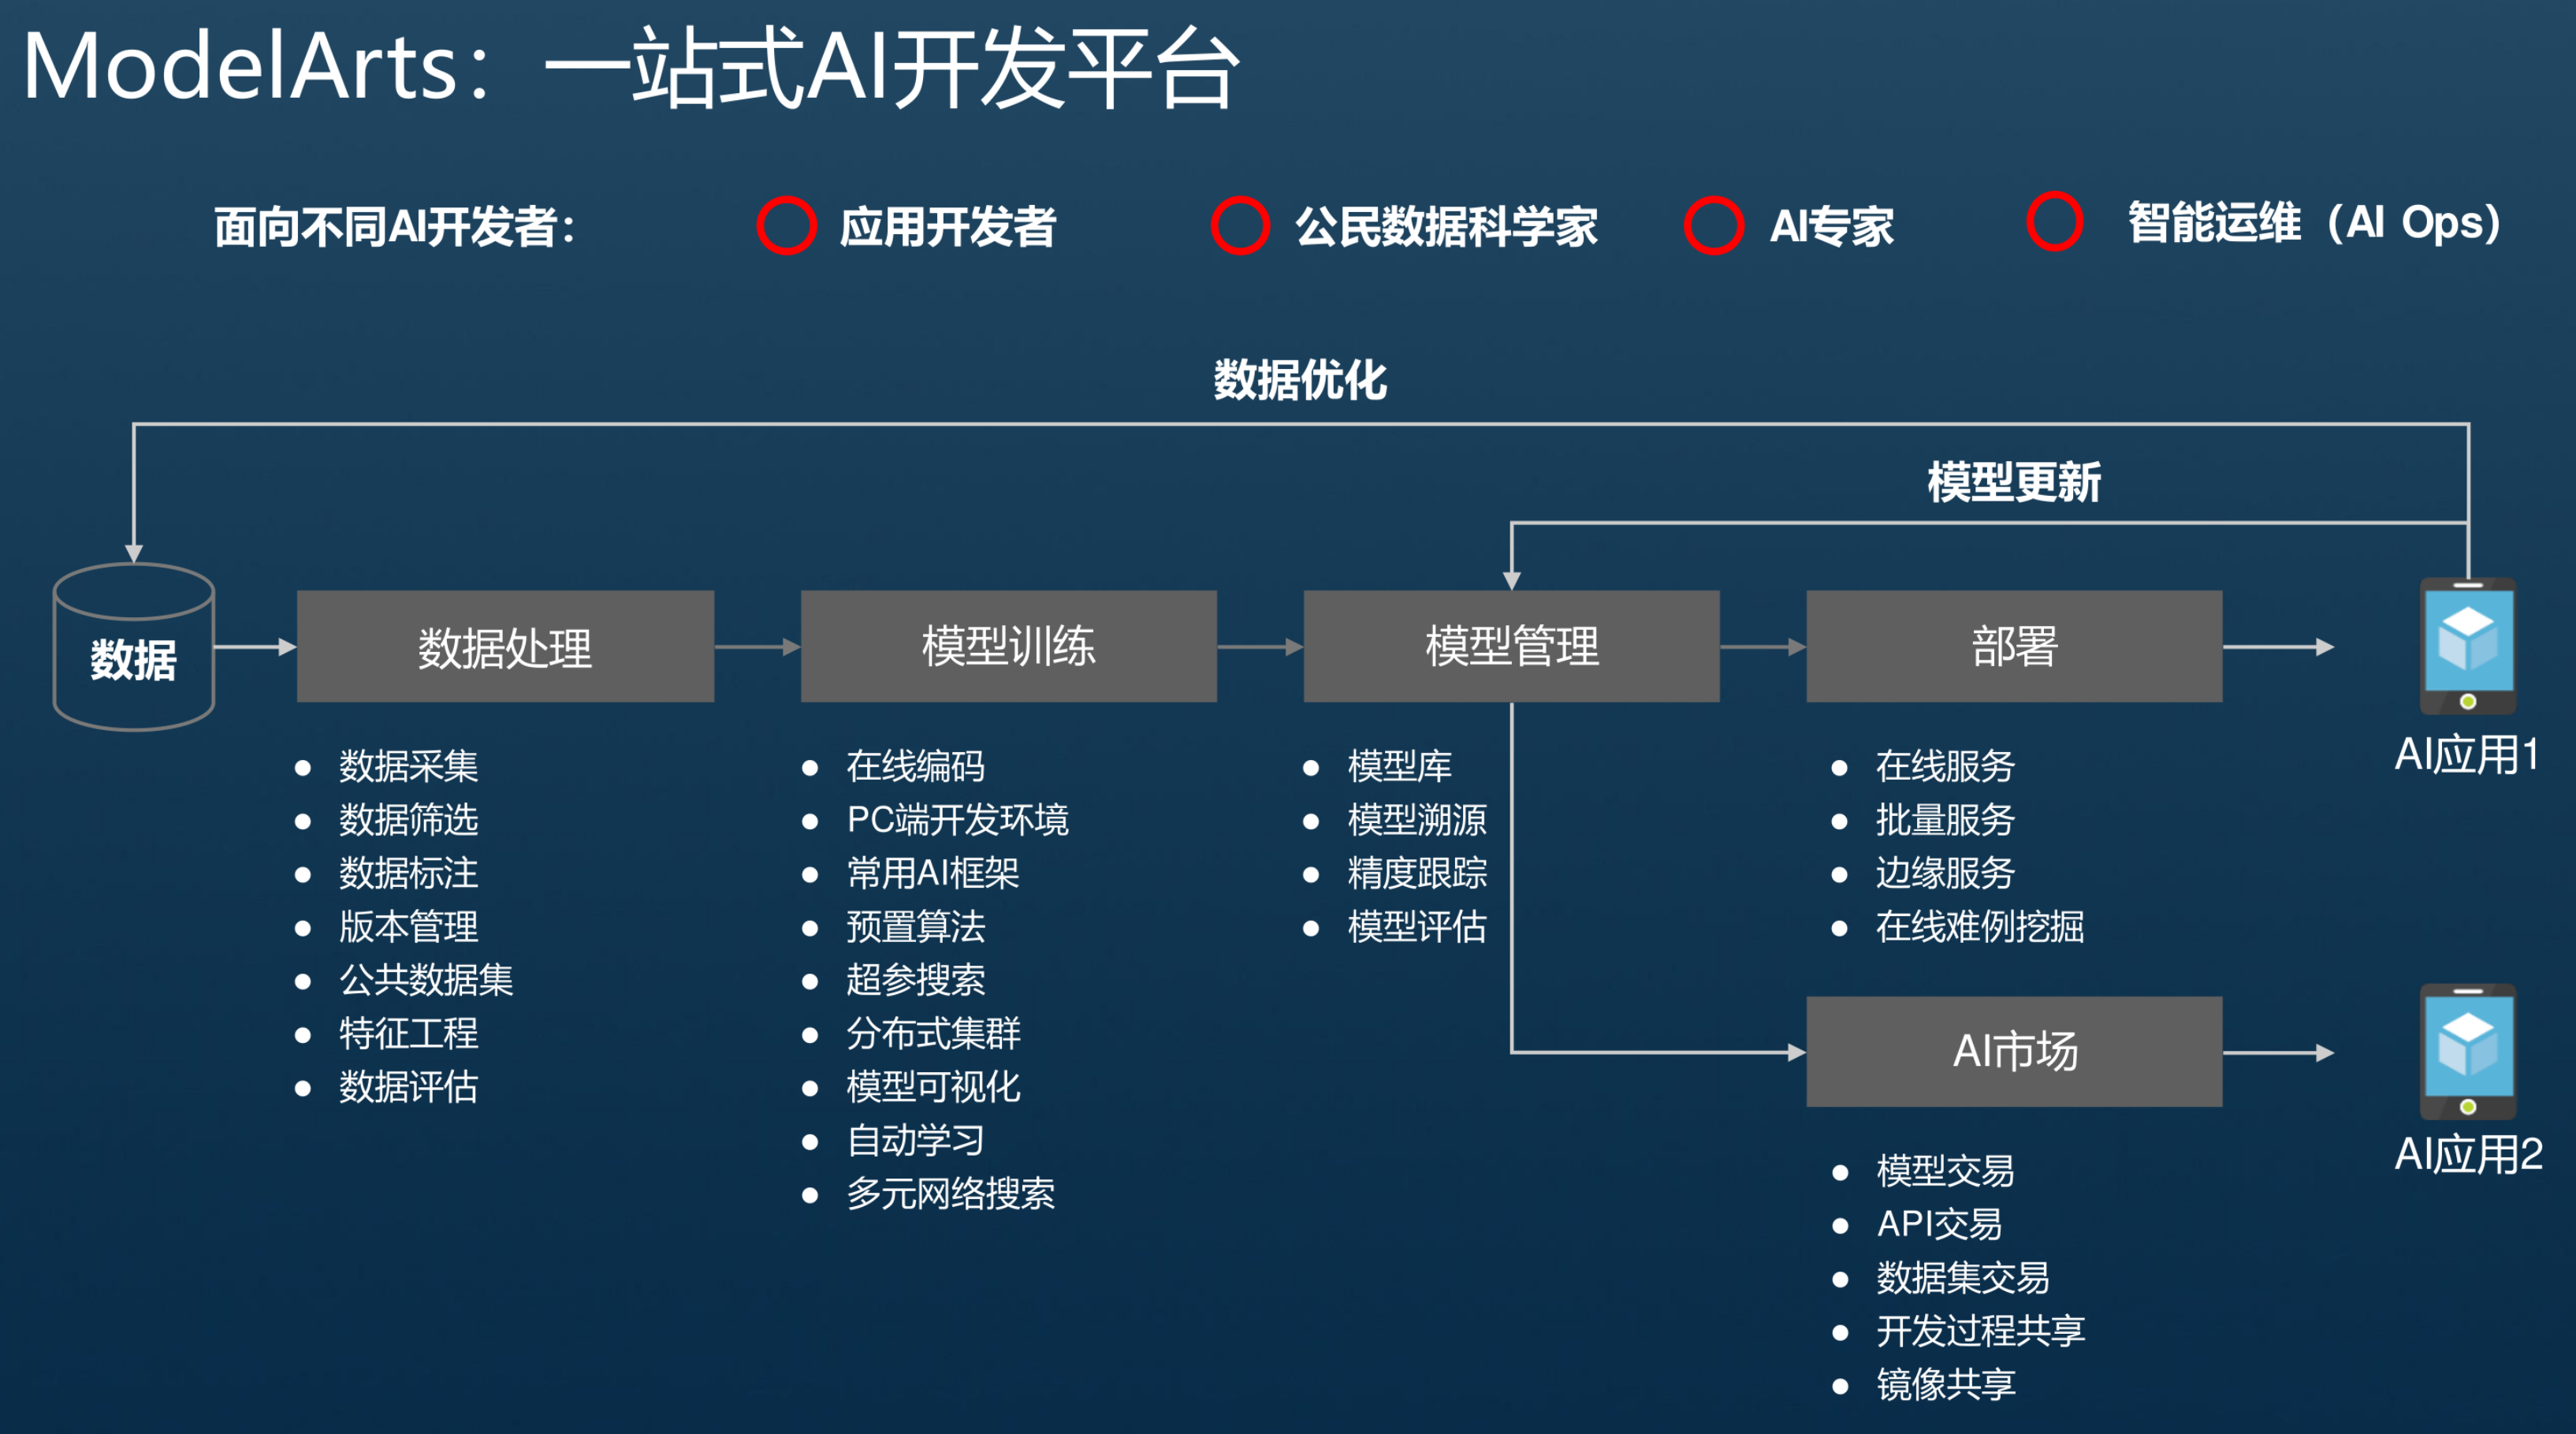 ModelArts：一站式AI开发平台
面向不同AI开发者：
应用开发者
公民数据科学家
AI专家
智能运维（AI Ops）
数据优化
模型更新
数据
数据处理
模型训练
模型管理
部署
AI应用1
● 数据采集
● 数据筛选
● 数据标注
● 版本管理
● 公共数据集
● 特征工程
● 数据评估
● 在线编码
● PC端开发环境
● 常用AI框架
● 预置算法
● 超参搜索
● 分布式集群
● 模型可视化
● 自动学习
● 多元网络搜索
● 模型库
● 模型溯源
● 精度跟踪
● 模型评估
● 在线服务
● 批量服务
● 边缘服务
● 在线难例挖掘
AI市场
AI应用2
● 模型交易
● API交易
● 数据集交易
● 开发过程共享
● 镜像共享